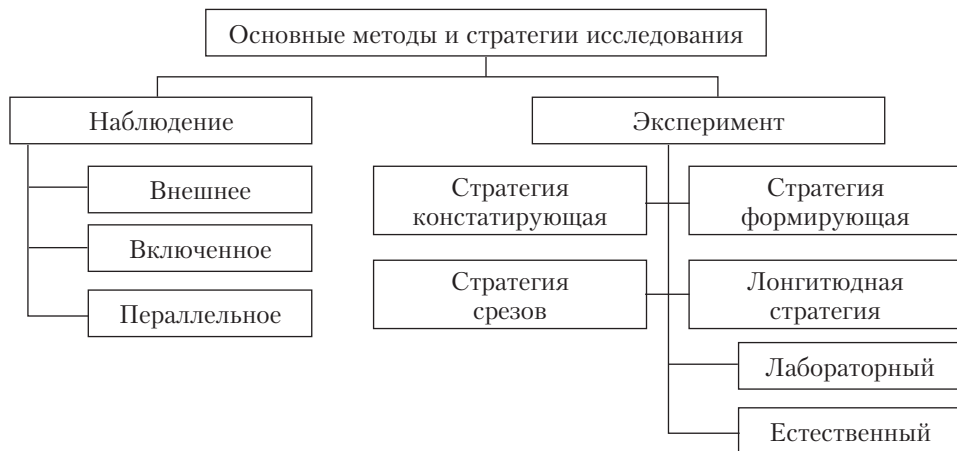 Основные методы и стратегии исследования
Наблюдение
Эксперимент
Внешнее
Включенное
Пераллельное
Стратегия
констатирующая
Стратегия
формирующая
Стратегия
срезов
Лонгитюдная
стратегия
Лабораторный
Естественный